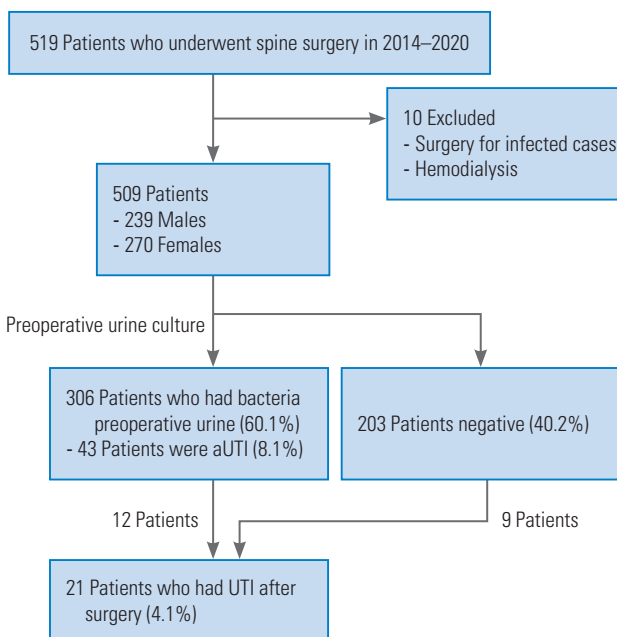 519 Patients who underwent spine surgery in 2014–2020
10 Excluded
- Surgery for infected cases
- Hemodialysis
509 Patients
- 239 Males
- 270 Females
Preoperative urine culture
306 Patients who had bacteria
preoperative urine (60.1%)
- 43 Patients were aUTI (8.1%)
203 Patients negative (40.2%)
12 Patients
9 Patients
21 Patients who had UTI after
surgery (4.1%)